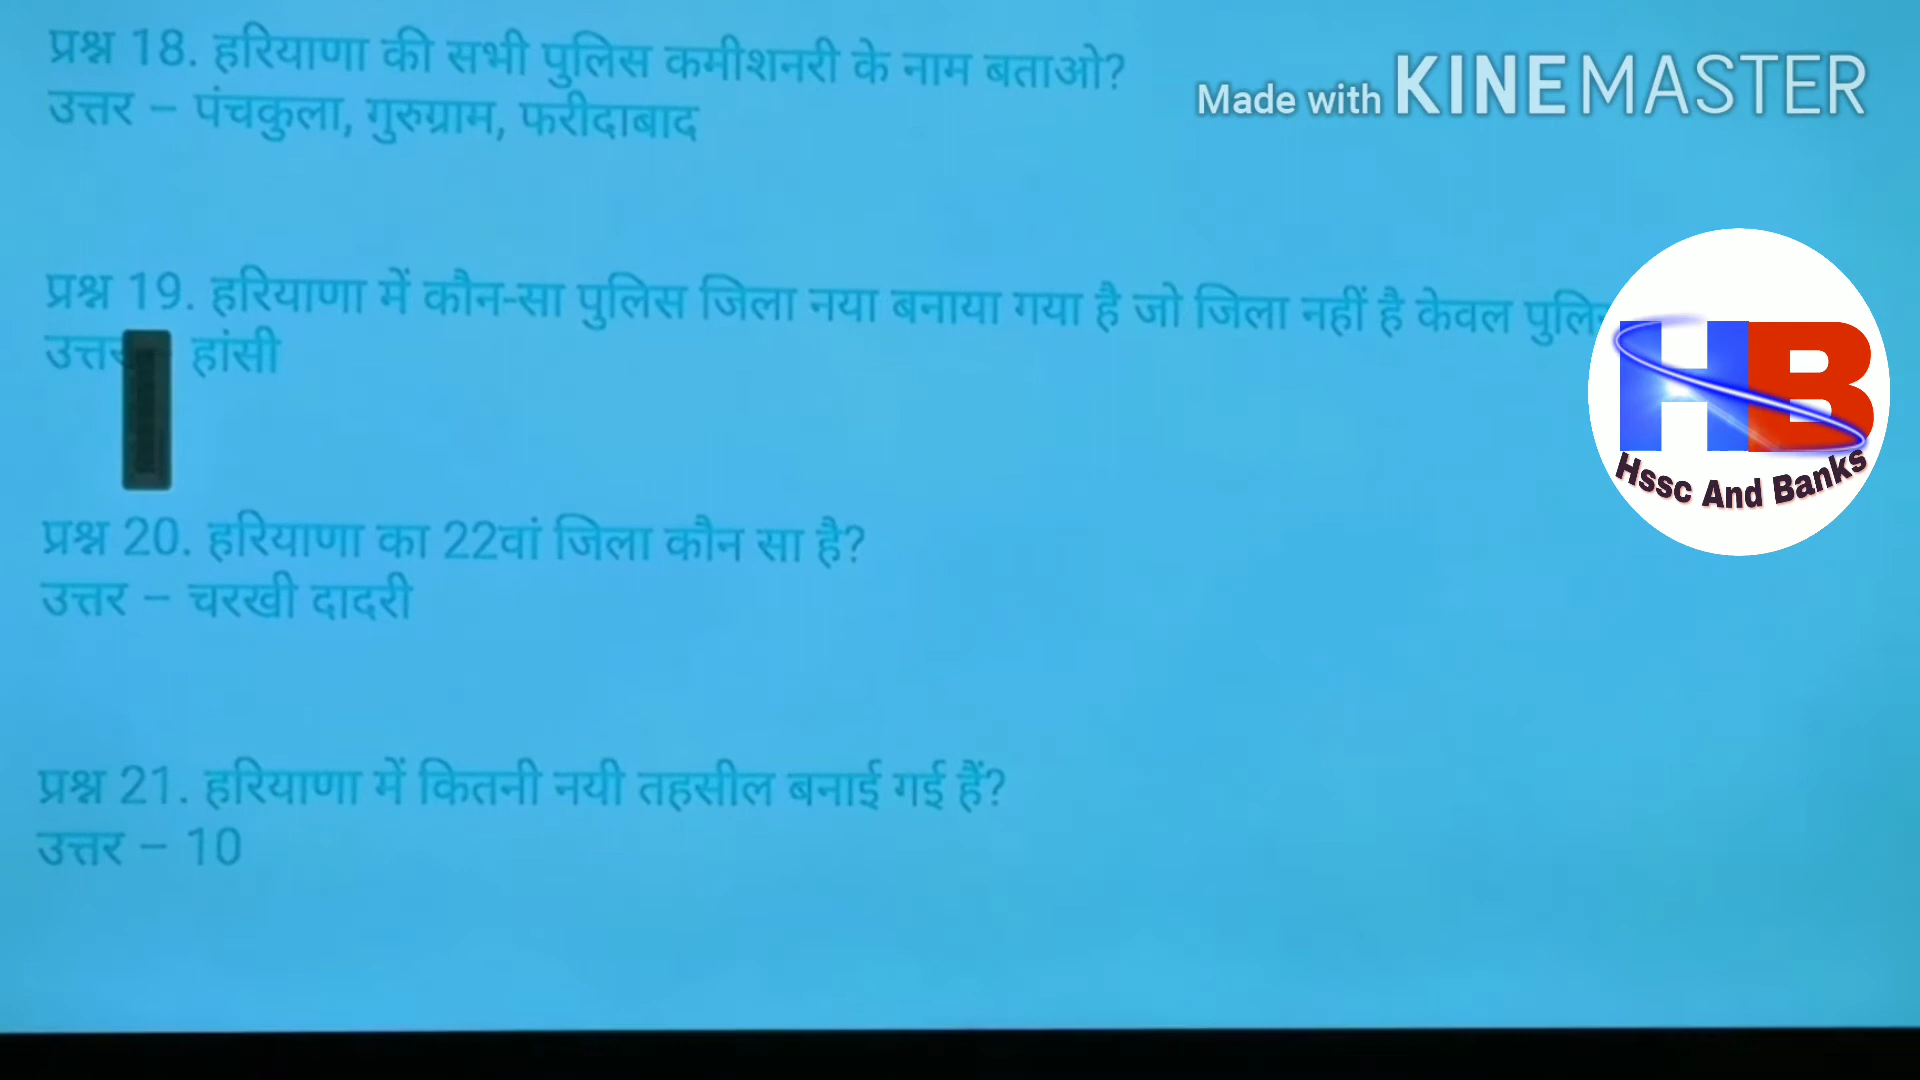 प्रश्न 18. हरियाणा की सभी पुलिस कमीशनरी के नाम बताओ?
उत्तर – पंचकुला, गुरुग्राम, फरीदाबाद
Made with KINEMASTER
प्रश्न 19. हरियाणा में कौन-सा पुलिस जिला नया बनाया गया है जो जिला नहीं है केवल
उत्तर हांसी
HB
Hssc And Banks
प्रश्न 20. हरियाणा का 22वां जिला कौन सा है?
उत्तर – चरखी दादरी
प्रश्न 21. हरियाणा में कितनी नयी तहसील बनाई गई हैं?
उत्तर – 10